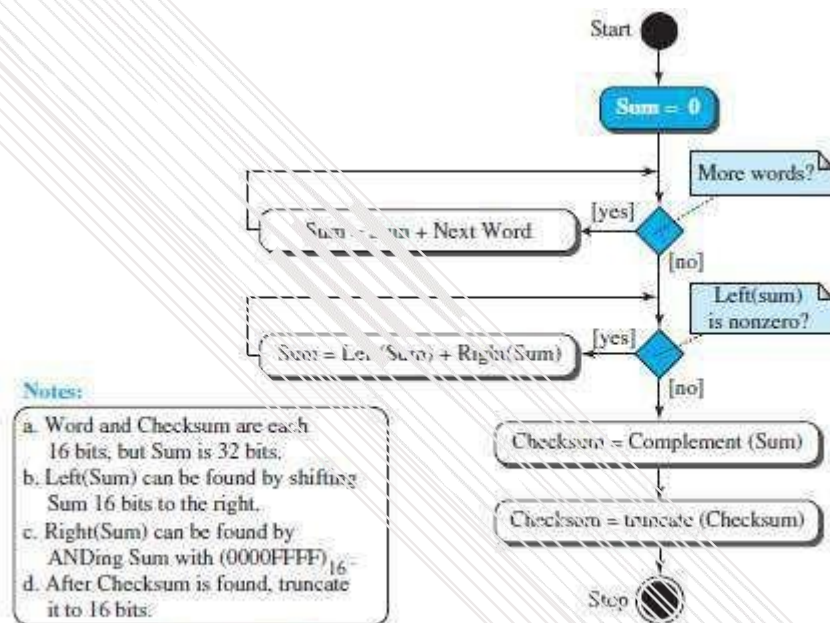 Start
Sum = 0
More words?
[yes]
Sum = Sum + Next Word
[no]
Left(sum)
is nonzero?
[yes]
Sum = Left(Sum) + Right(Sum)
[no]
Notes:
a. Word and Checksum are each
16 bits, but Sum is 32 bits.
b. Left(Sum) can be found by shifting
Sum 16 bits to the right.
c. Right(Sum) can be found by
ANDing Sum with (0000FFFF)16.
d. After Checksum is found, truncate
it to 16 bits.
Checksum = Complement (Sum)
Checksum = truncate (Checksum)
Stop